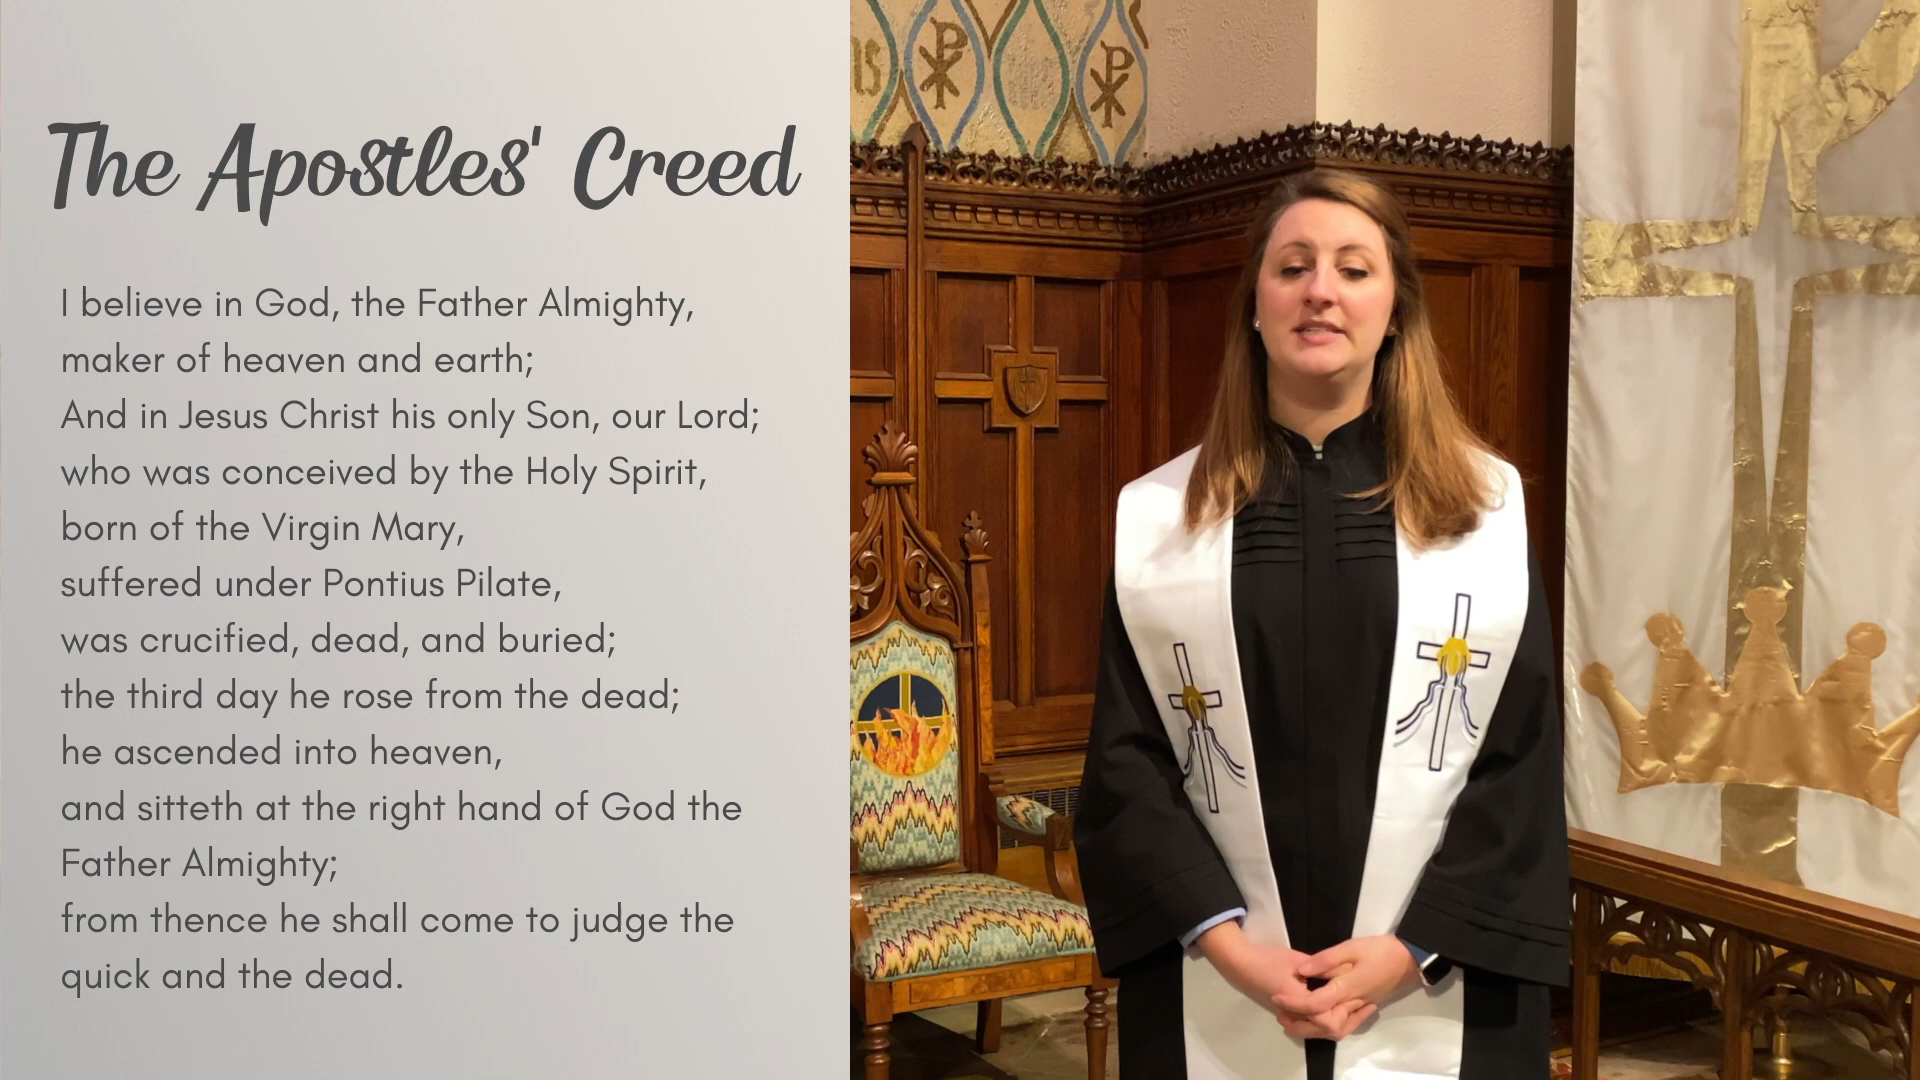 The Apostles' Creed
I believe in God, the Father Almighty,
maker of heaven and earth;
And in Jesus Christ his only Son, our Lord;
who was conceived by the Holy Spirit,
born of the Virgin Mary,
suffered under Pontius Pilate,
was crucified, dead, and buried;
the third day he rose from the dead;
he ascended into heaven,
and sitteth at the right hand of God the
Father Almighty;
from thence he shall come to judge the
quick and the dead.